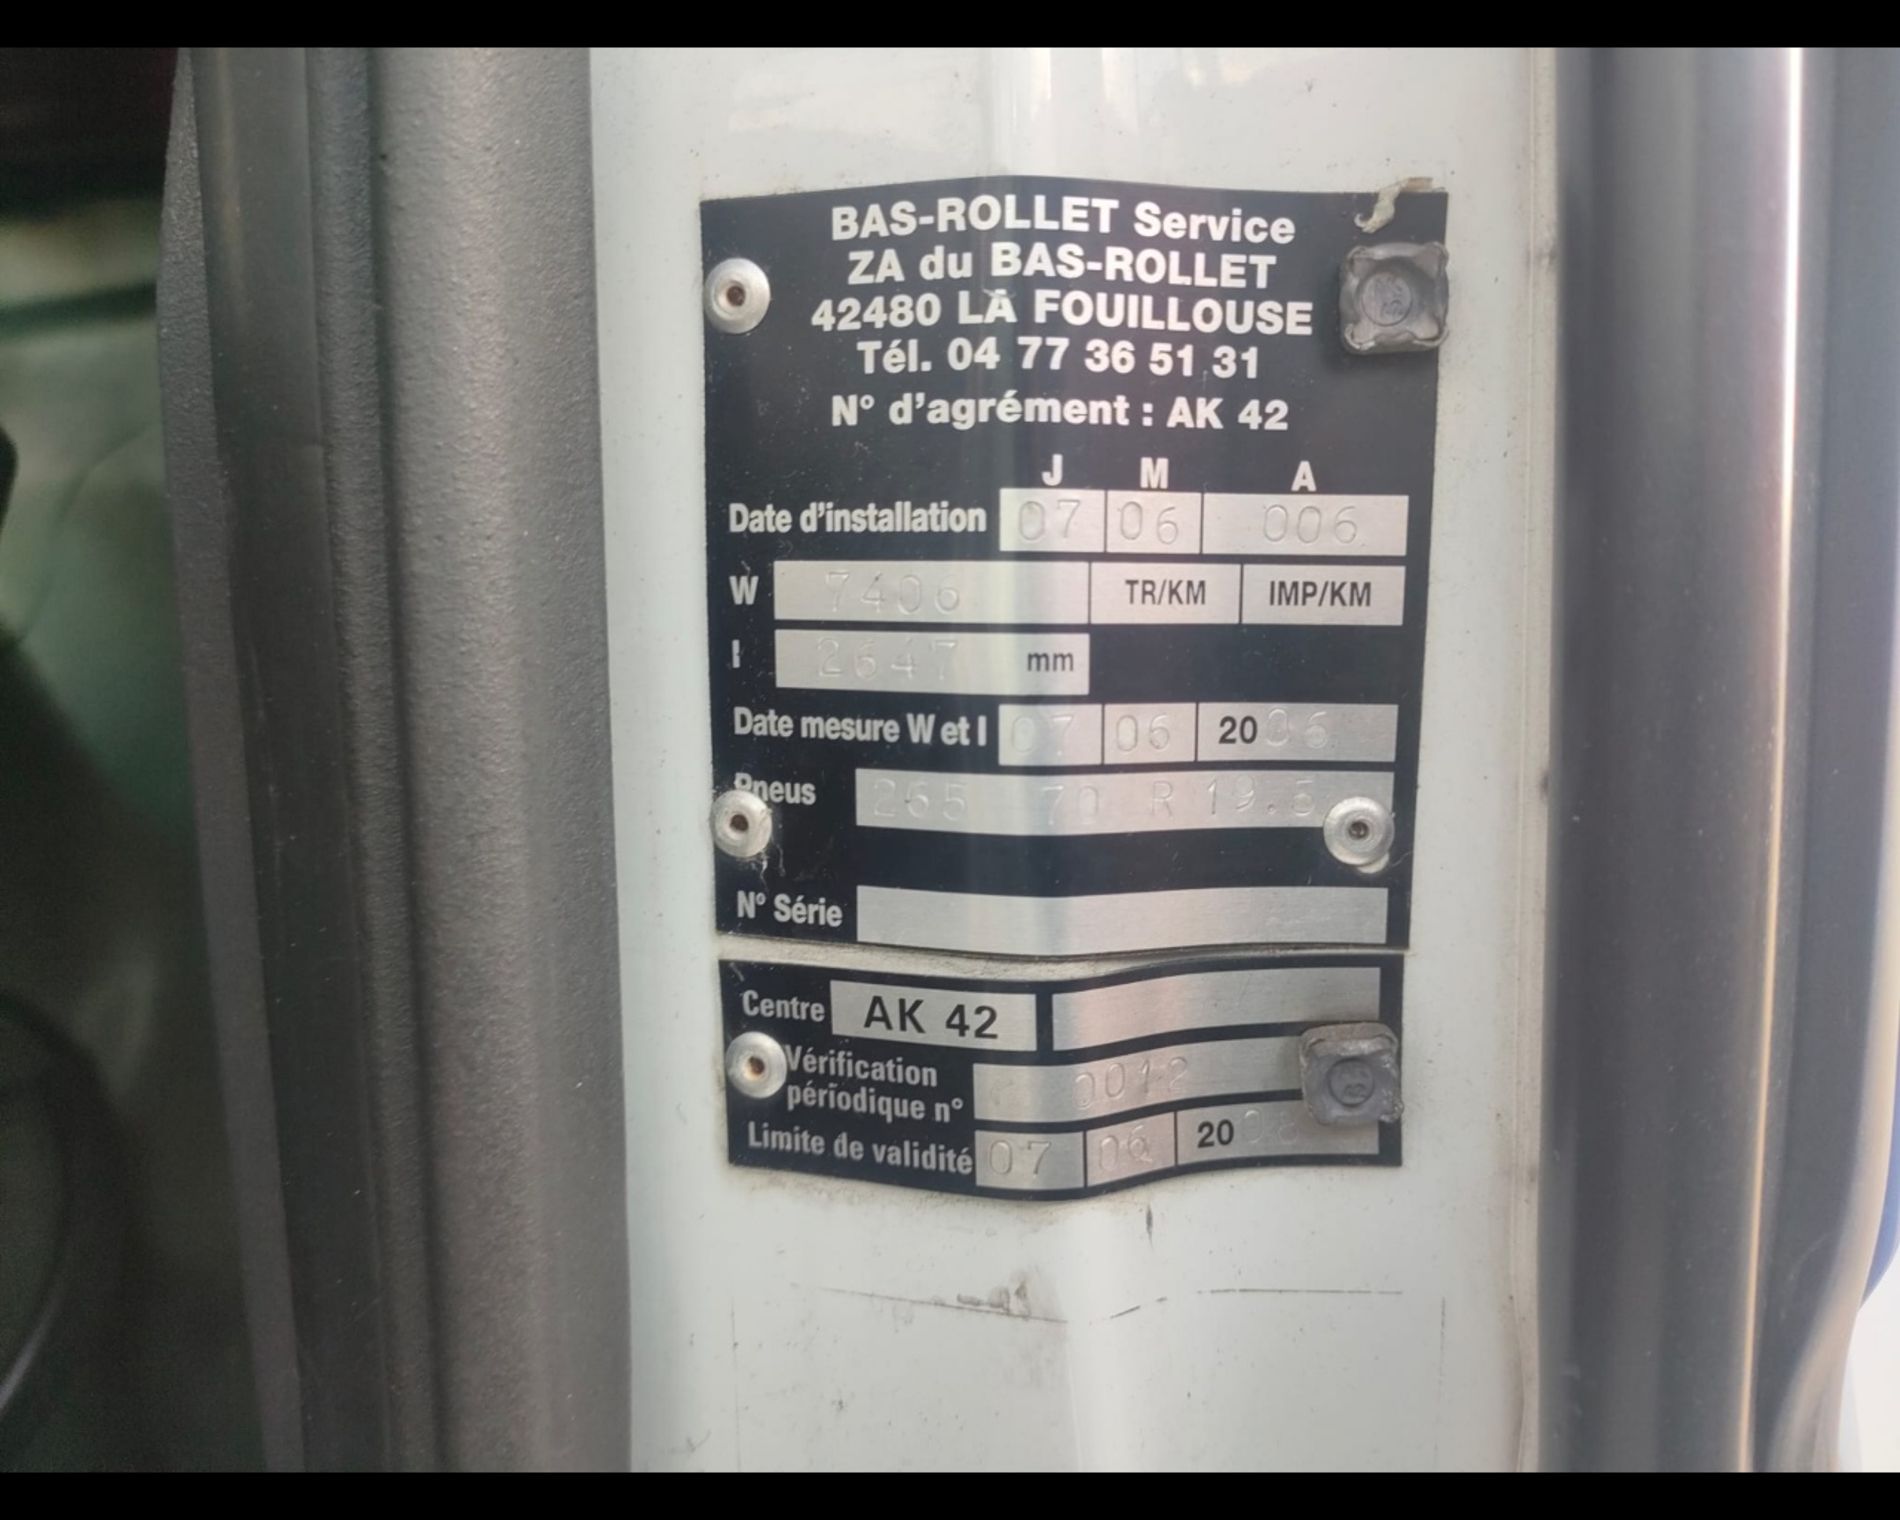 BAS-ROLLET Service
ZA du BAS-ROLLET
42480 LA FOUILLOUSE
Tél. 04 77 36 51 31
N° d'agrément : AK 42
J M A
Date d'installation 07 06 006
W 7406 TR/KM IMP/KM
I 2647 mm
Date mesure W et I 07 06 2006
Pneus 265 70 R 19.5
N° Série
Centre AK 42
Vérification
périodique n° 0012
Limite de validité 07 06 2008